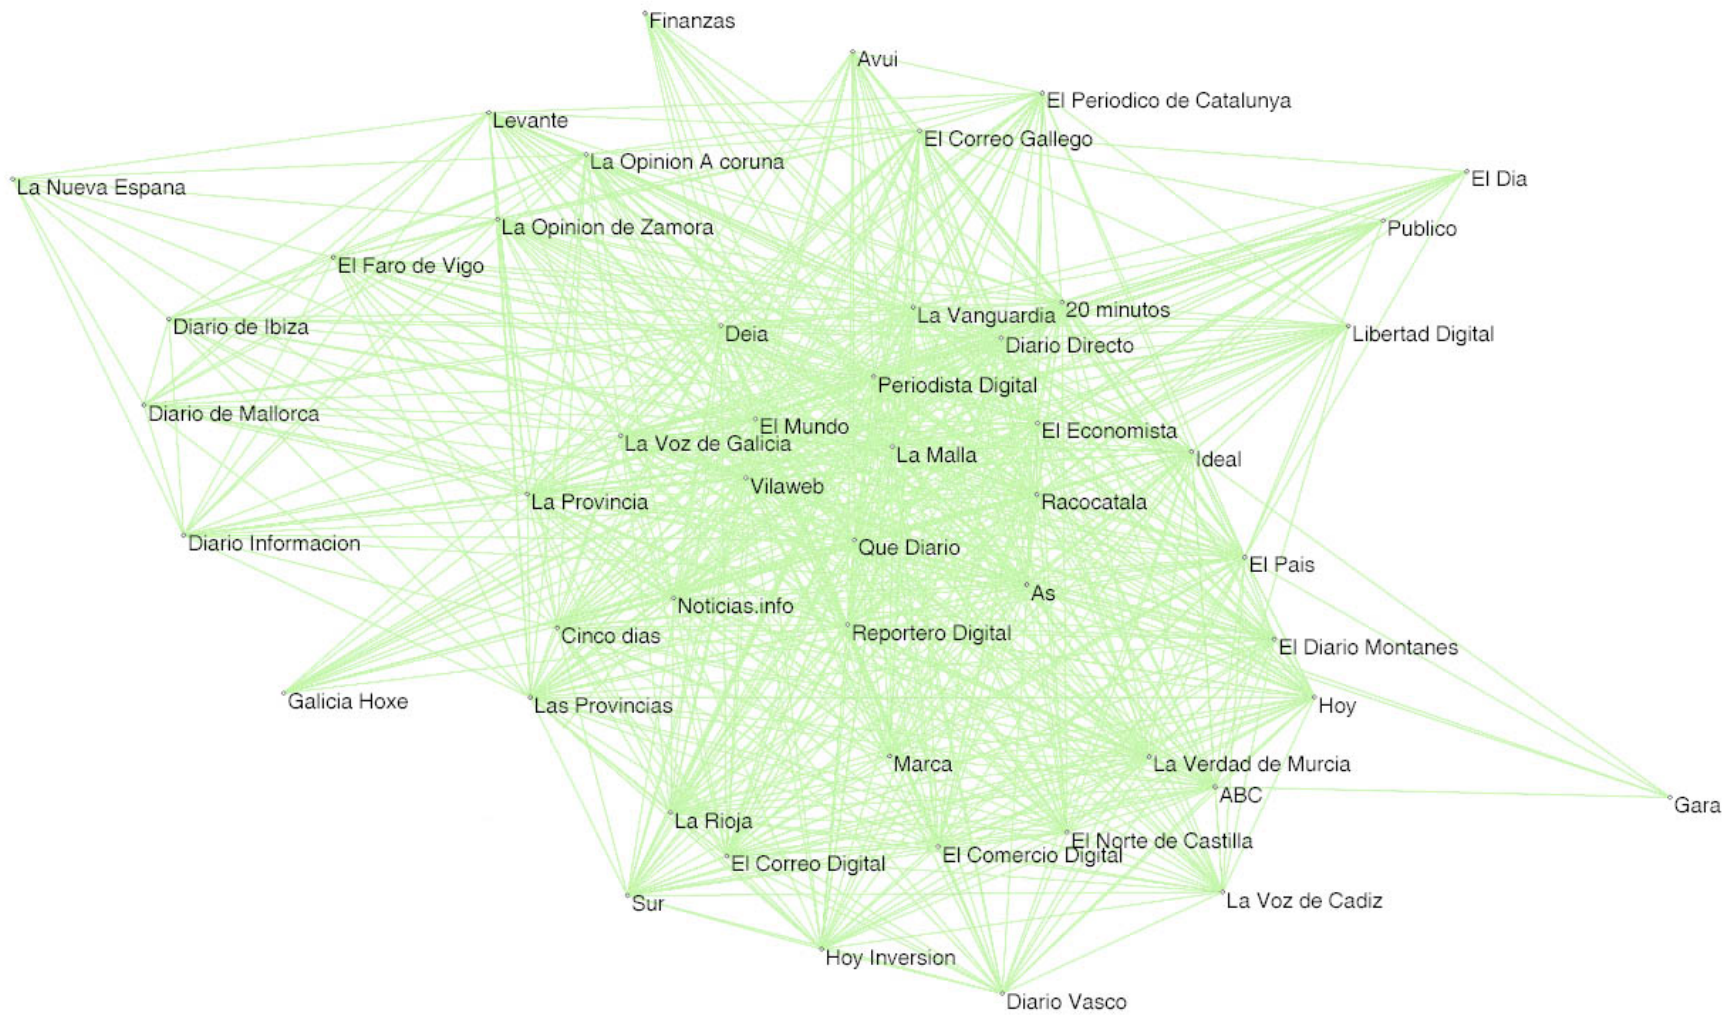 Finanzas
Avui
El Periodico de Catalunya
Levante
El Correo Gallego
La Opinion A coruna
El Dia
La Nueva Espana
La Opinion de Zamora
Publico
El Faro de Vigo
20 minutos
La Vanguardia
Diario de Ibiza
Deia
Libertad Digital
Diario Directo
Periodista Digital
Diario de Mallorca
El Mundo
El Economista
La Voz de Galicia
La Malla
Ideal
Vilaweb
La Provincia
Racocatala
Diario Informacion
Que Diario
El Pais
As
Noticias.info
Reportero Digital
Cinco dias
El Diario Montanes
Galicia Hoxe
Las Provincias
Hoy
Marca
La Verdad de Murcia
ABC
Gara
La Rioja
El Norte de Castilla
El Comercio Digital
El Correo Digital
La Voz de Cadiz
Sur
Hoy Inversion
Diario Vasco